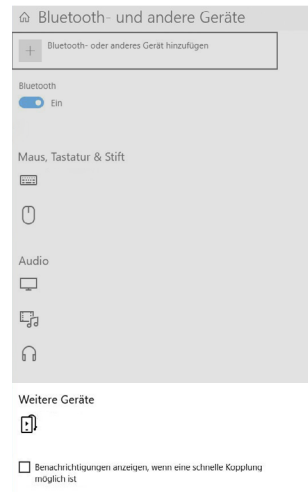 Bluetooth- und andere Geräte
Bluetooth- oder anderes Gerät hinzufügen
Bluetooth
Ein
Maus, Tastatur & Stift
Audio
Weitere Geräte
Benachrichtigungen anzeigen, wenn eine schnelle Kopplung
möglich ist